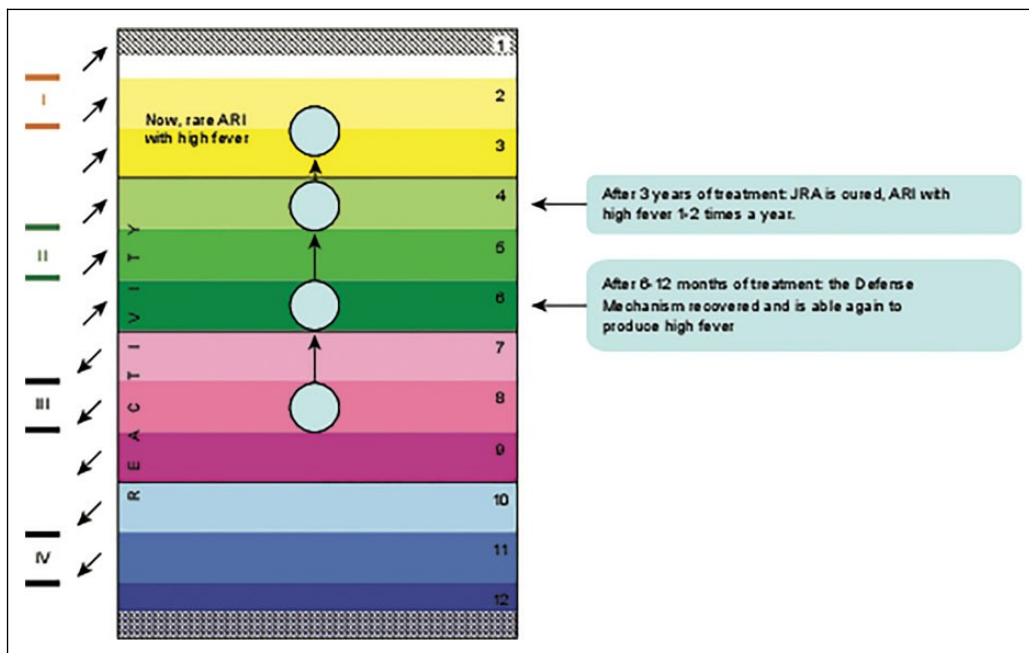 1
I
2
Now, rare ARI
with high fever
3
4
After 3 years of treatment: JRA is cured, ARI with
high fever 1-2 times a year.
II
5
6
After 6-12 months of treatment: the Defense
Mechanism recovered and is able again to
produce high fever
7
III
8
9
REACTIVITY
10
IV
11
12